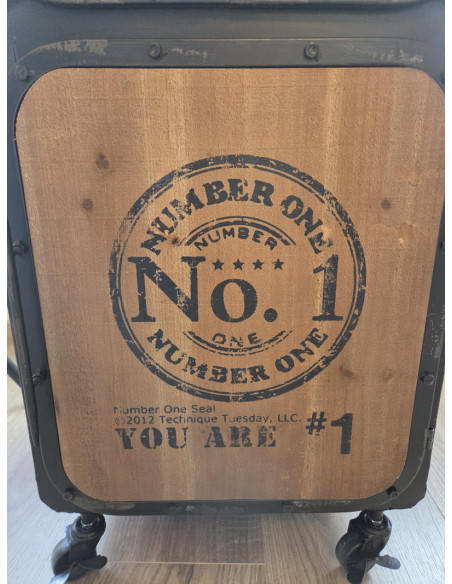 NUMBER ONE
NUMBER
No. 1
ONE
NUMBER ONE
Number One Seal
©2012 Technique Tuesday, LLC.
YOU ARE #1